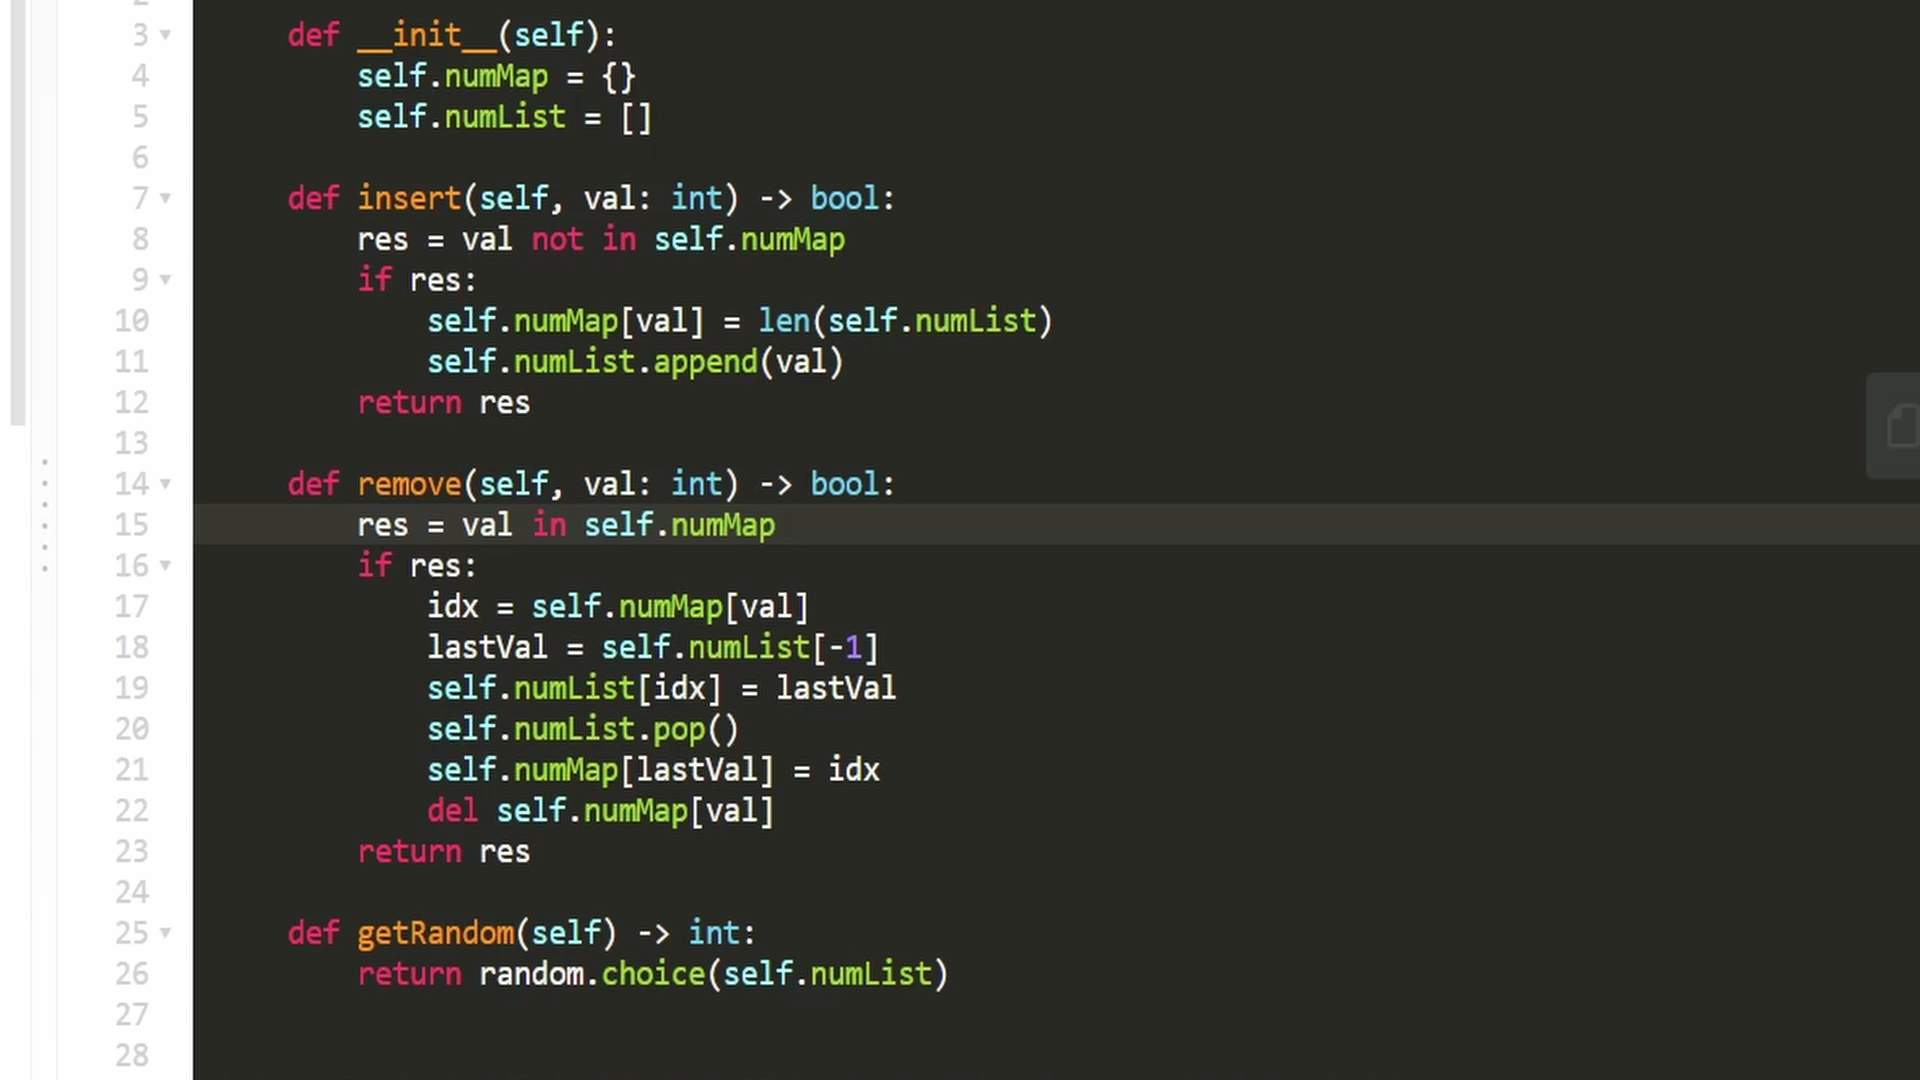 3 def __init__(self):
4 self.numMap = {}
5 self.numList = []
6
7 def insert(self, val: int) -> bool:
8 res = val not in self.numMap
9 if res:
10 self.numMap[val] = len(self.numList)
11 self.numList.append(val)
12 return res
13
14 def remove(self, val: int) -> bool:
15 res = val in self.numMap
16 if res:
17 idx = self.numMap[val]
18 lastVal = self.numList[-1]
19 self.numList[idx] = lastVal
20 self.numList.pop()
21 self.numMap[lastVal] = idx
22 del self.numMap[val]
23 return res
24
25 def getRandom(self) -> int:
26 return random.choice(self.numList)
27
28